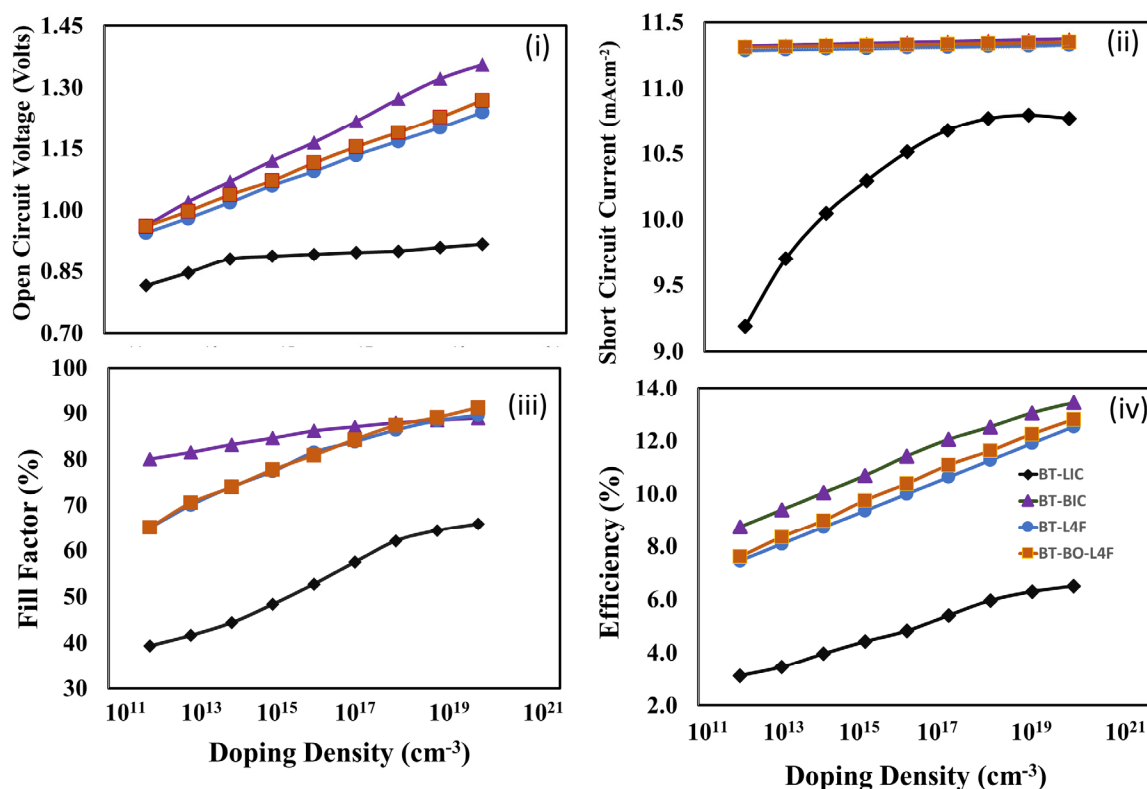 1.45
1.30
1.15
1.00
0.85
0.70
Open Circuit Voltage (Volts)
(i)
11.5
11.0
10.5
10.0
9.5
9.0
Short Circuit Current (mAcm⁻²)
(ii)
100
90
80
70
60
50
40
30
Fill Factor (%)
(iii)
10¹¹ 10¹³ 10¹⁵ 10¹⁷ 10¹⁹ 10²¹
Doping Density (cm⁻³)
14.0
12.0
10.0
8.0
6.0
4.0
2.0
Efficiency (%)
(iv)
BT-LIC
BT-BIC
BT-L4F
BT-BO-L4F
10¹¹ 10¹³ 10¹⁵ 10¹⁷ 10¹⁹ 10²¹
Doping Density (cm⁻³)